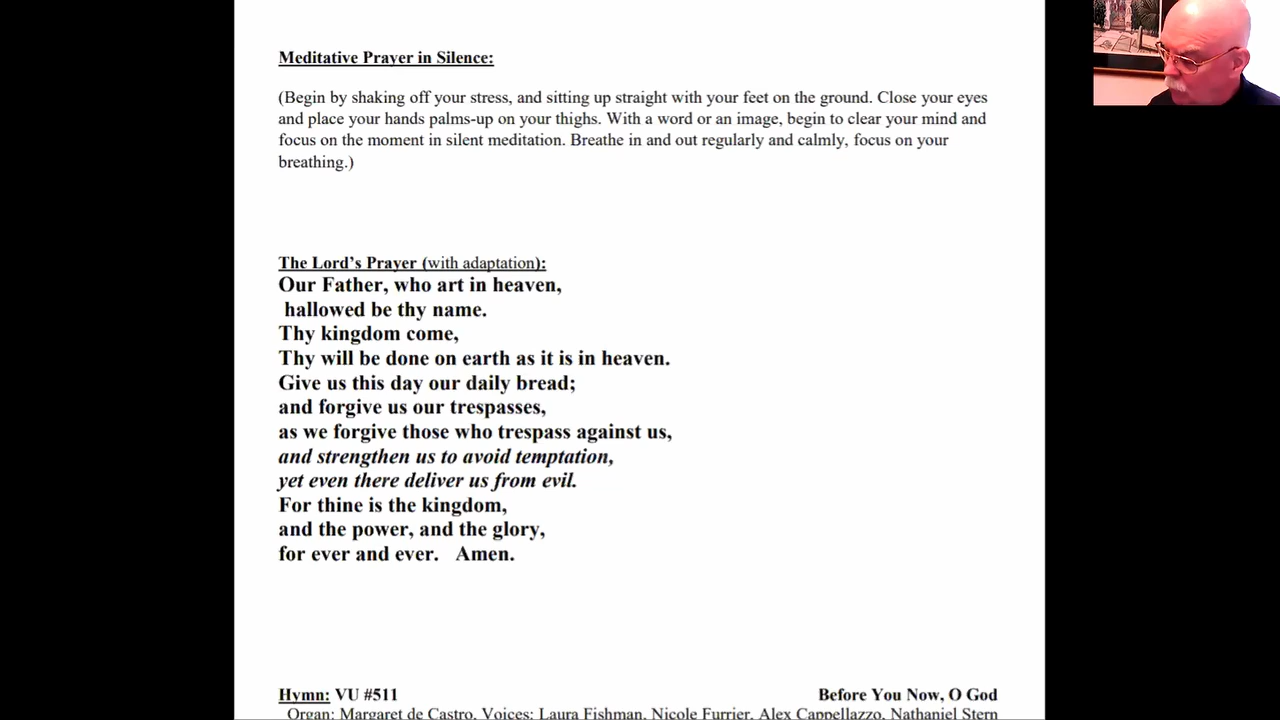 Meditative Prayer in Silence:
(Begin by shaking off your stress, and sitting up straight with your feet on the ground. Close your eyes
and place your hands palms-up on your thighs. With a word or an image, begin to clear your mind and
focus on the moment in silent meditation. Breathe in and out regularly and calmly, focus on your
breathing.)
The Lord’s Prayer (with adaptation):
Our Father, who art in heaven,
hallowed be thy name.
Thy kingdom come,
Thy will be done on earth as it is in heaven.
Give us this day our daily bread;
and forgive us our trespasses,
as we forgive those who trespass against us,
and strengthen us to avoid temptation,
yet even there deliver us from evil.
For thine is the kingdom,
and the power, and the glory,
for ever and ever. Amen.
Hymn: VU #511 Before You Now, O God
Organ: Margaret de Castro, Voices: Laura Fishman, Nicole Furrier, Alex Cappellazzo, Nathaniel Stern